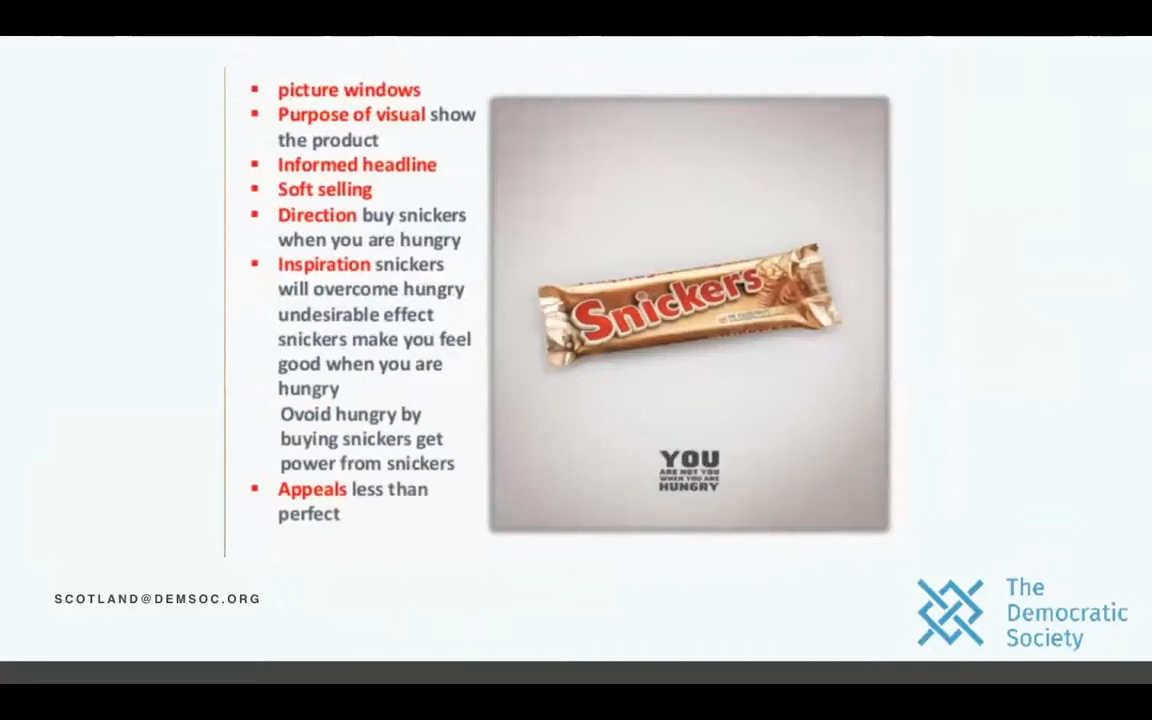 picture windows
Purpose of visual show
the product
Informed headline
Soft selling
Direction buy snickers
when you are hungry
Inspiration snickers
will overcome hungry
undesirable effect
snickers make you feel
good when you are
hungry
Ovoid hungry by
buying snickers get
power from snickers
Appeals less than
perfect
Snickers
YOU
ARE NOT YOU
WHEN YOU ARE
HUNGRY
SCOTLAND@DEMSOC.ORG
The
Democratic
Society